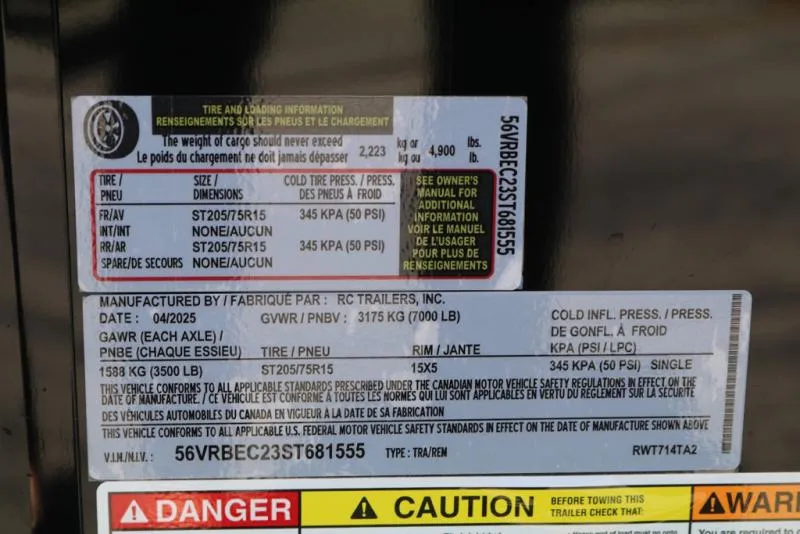 TIRE AND LOADING INFORMATION
RENSEIGNEMENTS SUR LES PNEUS ET LE CHARGEMENT
The weight of cargo should never exceed 2,223 kg or 4,900 lbs.
Le poids du chargement ne doit jamais dépasser kg ou lb.
TIRE / SIZE / COLD TIRE PRESS. / PRESS.
PNEU DIMENSIONS DES PNEUS À FROID
FR/AV ST205/75R15 345 KPA (50 PSI)
INT/INT NONE/AUCUN
RR/AR ST205/75R15 345 KPA (50 PSI)
SPARE/DE SECOURS NONE/AUCUN
SEE OWNER'S
MANUAL FOR
ADDITIONAL
INFORMATION
VOIR LE MANUEL
DE L'USAGER
POUR PLUS DE
RENSEIGNEMENTS
56VRBEC23ST681555
MANUFACTURED BY / FABRIQUÉ PAR : RC TRAILERS, INC.
DATE : 04/2025 GVWR / PNBV : 3175 KG (7000 LB) COLD INFL. PRESS. / PRESS.
GAWR (EACH AXLE) / DE GONFL. À FROID
PNBE (CHAQUE ESSIEU) TIRE / PNEU RIM / JANTE KPA (PSI / LPC)
1588 KG (3500 LB) ST205/75R15 15X5 345 KPA (50 PSI) SINGLE
THIS VEHICLE CONFORMS TO ALL APPLICABLE STANDARDS PRESCRIBED UNDER THE CANADIAN MOTOR VEHICLE SAFETY REGULATIONS IN EFFECT ON THE
DATE OF MANUFACTURE. / CE VÉHICULE EST CONFORME À TOUTES LES NORMES QUI LUI SONT APPLICABLES EN VERTU DU RÈGLEMENT SUR LA SÉCURITÉ
DES VÉHICULES AUTOMOBILES DU CANADA EN VIGUEUR À LA DATE DE SA FABRICATION
THIS VEHICLE CONFORMS TO ALL APPLICABLE U.S. FEDERAL MOTOR VEHICLE SAFETY STANDARDS IN EFFECT ON THE DATE OF MANUFACTURE SHOWN ABOVE
V.I.N./N.I.V. : 56VRBEC23ST681555 TYPE : TRA/REM RWT714TA2
DANGER
CAUTION
BEFORE TOWING THIS
TRAILER CHECK THAT:
WARN
You are required to